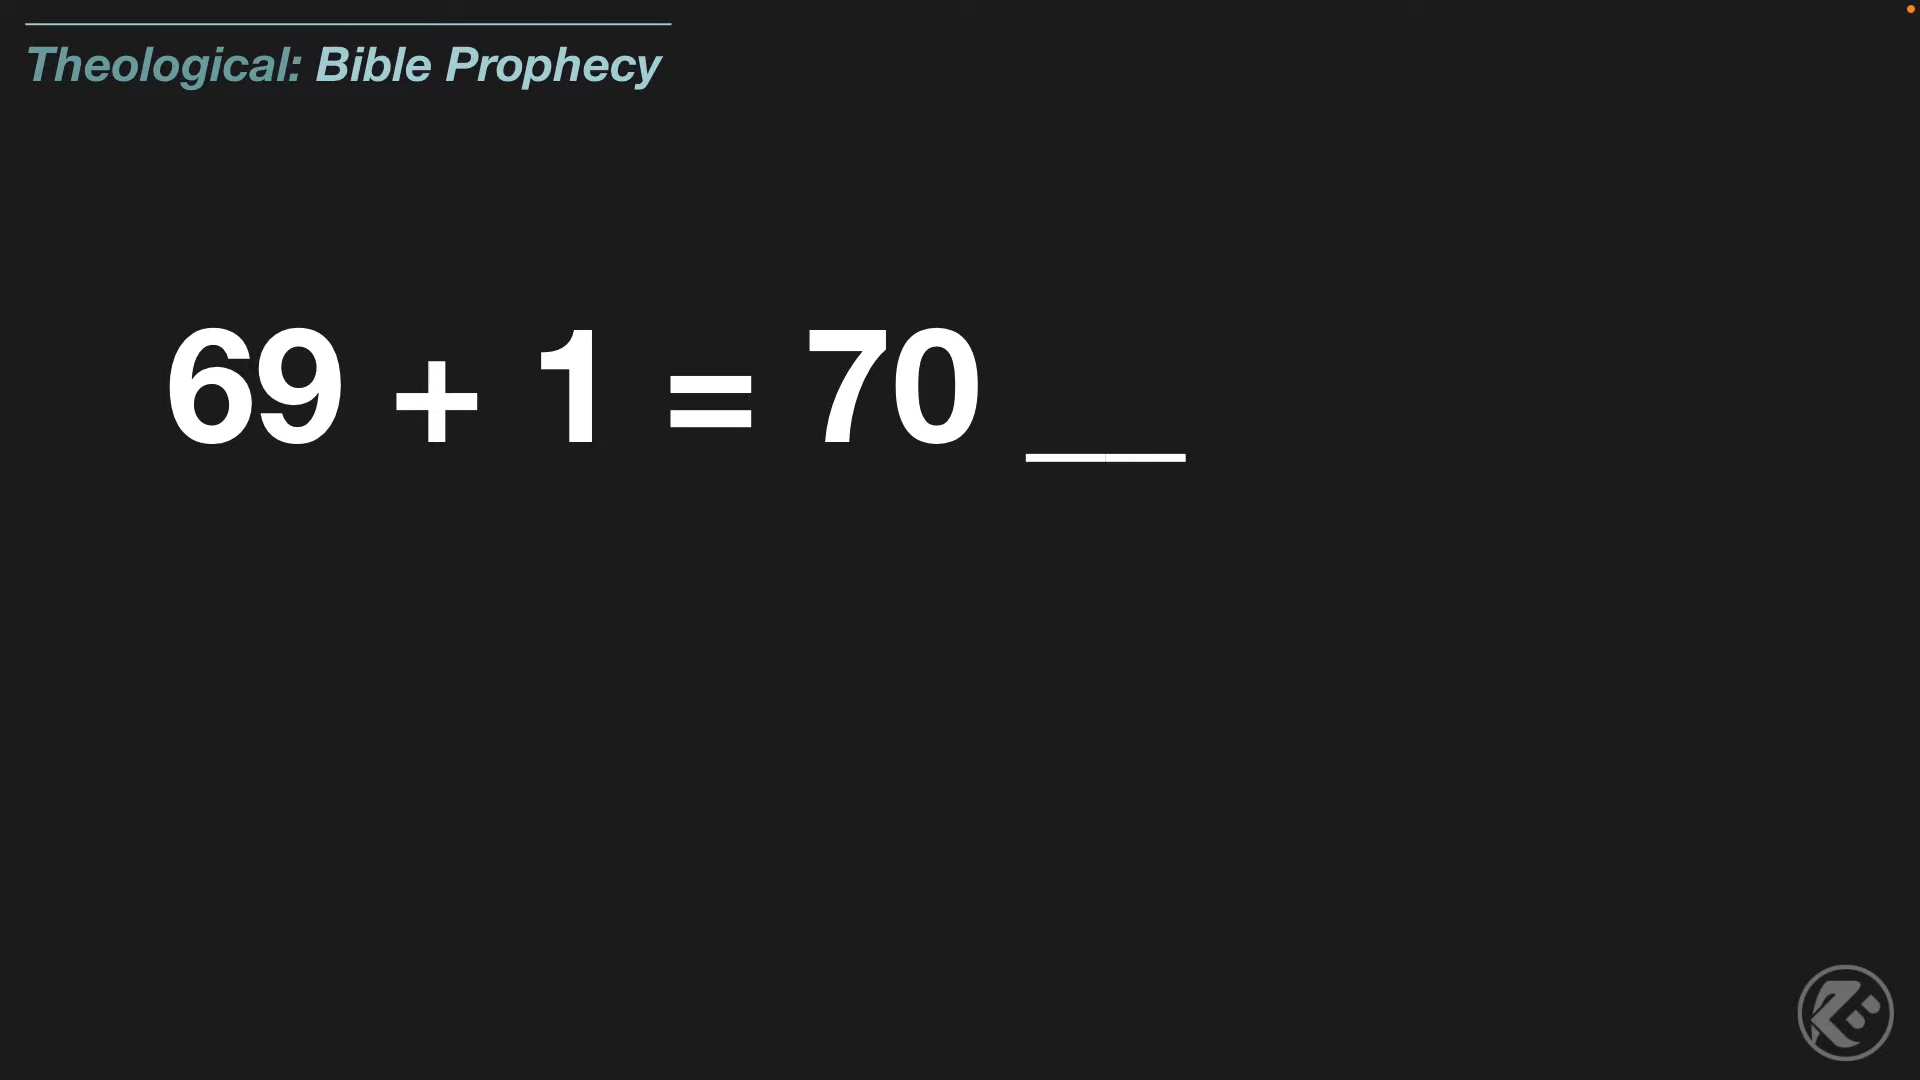 Theological: Bible Prophecy
69 + 1 = 70 __